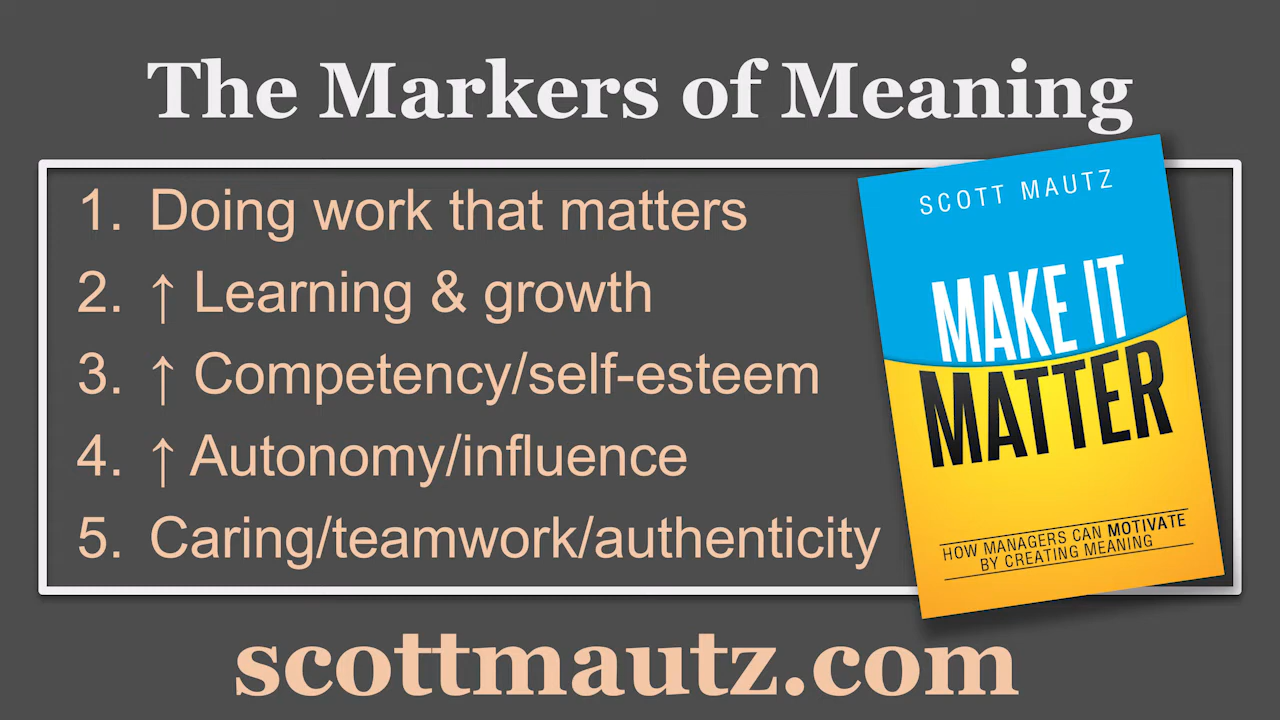 The Markers of Meaning
1. Doing work that matters
2. ↑ Learning & growth
3. ↑ Competency/self-esteem
4. ↑ Autonomy/influence
5. Caring/teamwork/authenticity
SCOTT MAUTZ
MAKE IT
MATTER
HOW MANAGERS CAN MOTIVATE
BY CREATING MEANING
scottmautz.com